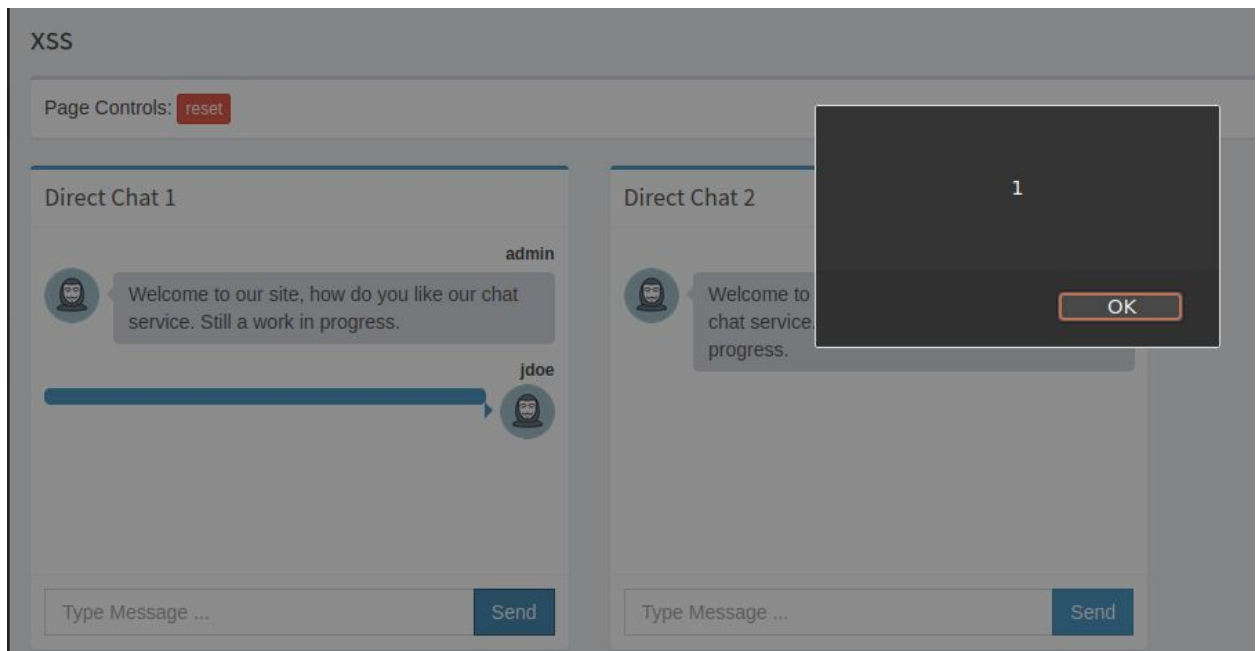 XSS
Page Controls: reset
Direct Chat 1
admin
Welcome to our site, how do you like our chat
service. Still a work in progress.
jdoe
Type Message ...
Send
Direct Chat 2
Welcome to
chat service.
progress.
Type Message ...
Send
1
OK